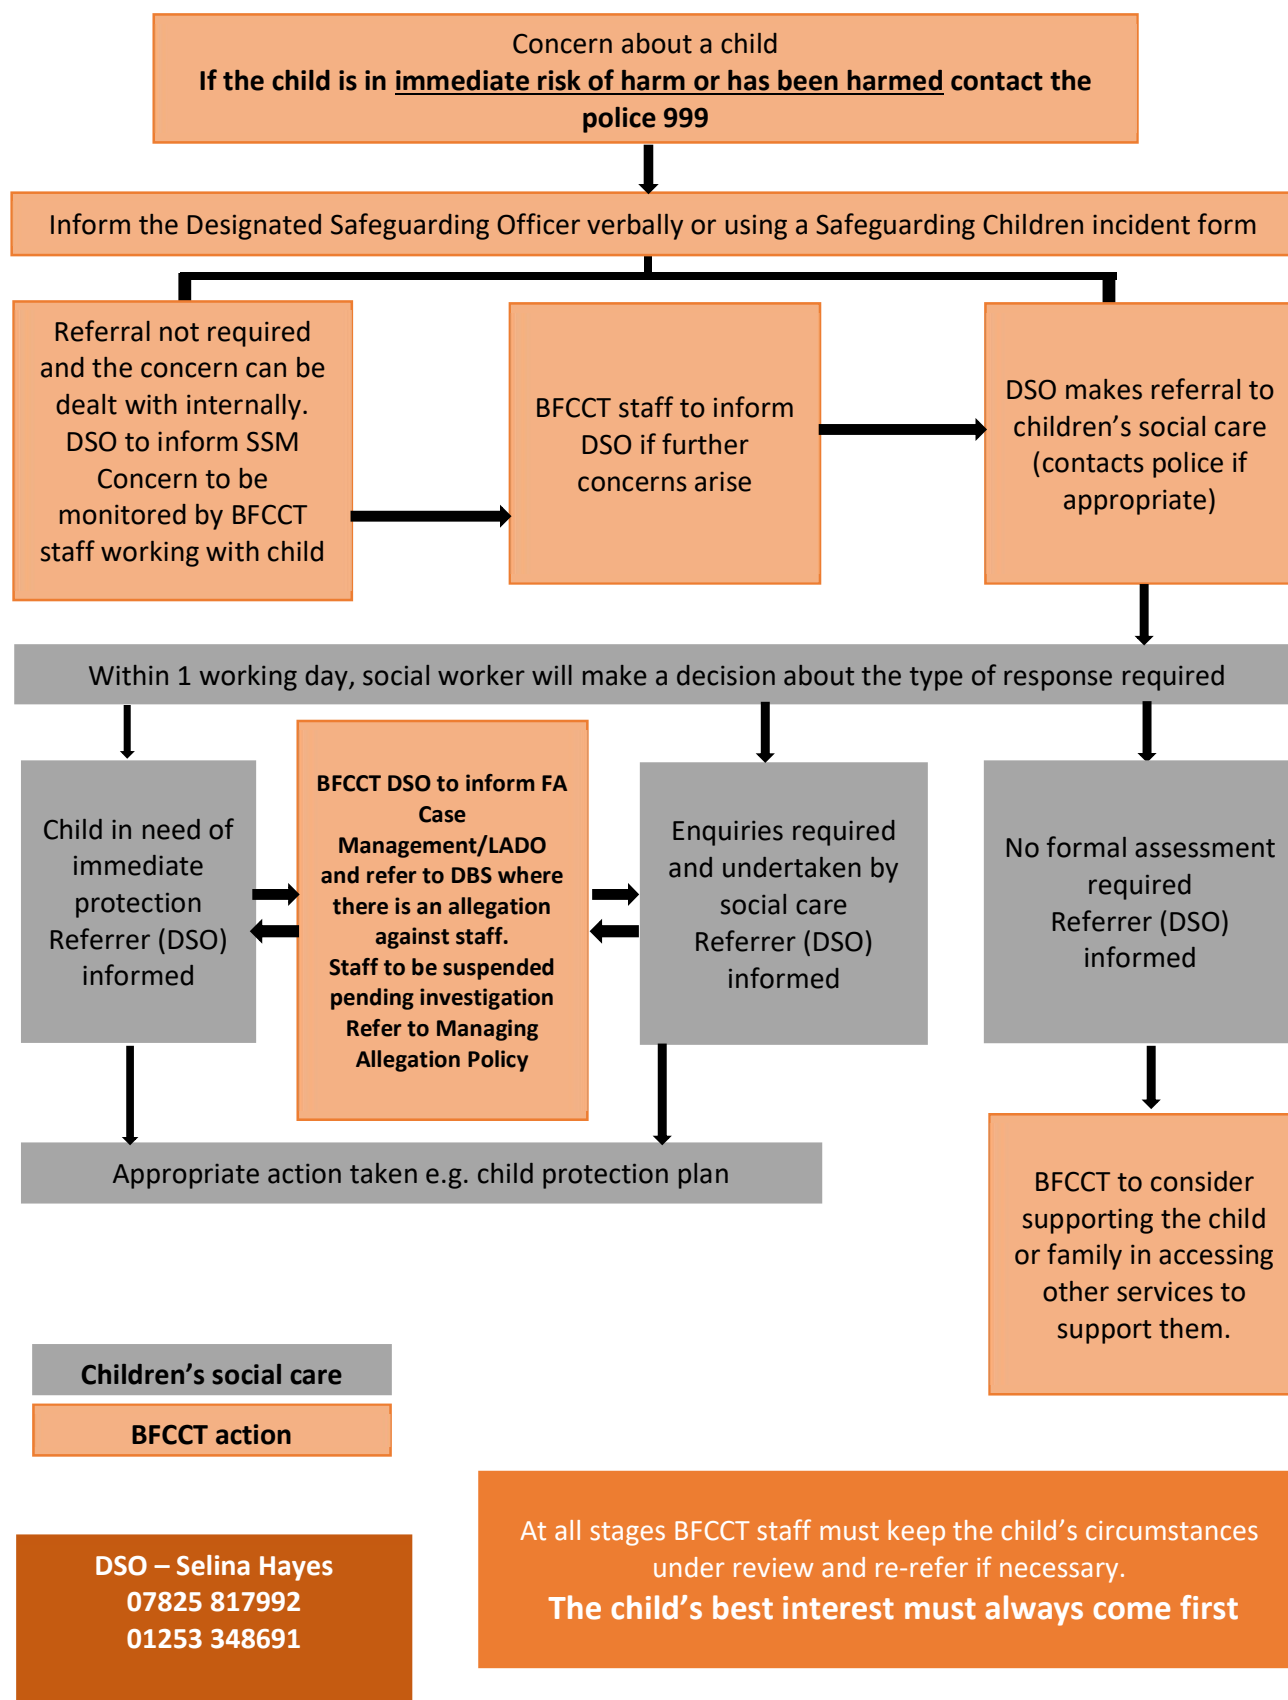 Concern about a child
If the child is in immediate risk of harm or has been harmed contact the
police 999
Inform the Designated Safeguarding Officer verbally or using a Safeguarding Children incident form
Referral not required
and the concern can be
dealt with internally.
DSO to inform SSM
Concern to be
monitored by BFCCT
staff working with child
BFCCT staff to inform
DSO if further
concerns arise
DSO makes referral to
children’s social care
(contacts police if
appropriate)
Within 1 working day, social worker will make a decision about the type of response required
Child in need of
immediate
protection
Referrer (DSO)
informed
BFCCT DSO to inform FA
Case
Management/LADO
and refer to DBS where
there is an allegation
against staff.
Staff to be suspended
pending investigation
Refer to Managing
Allegation Policy
Enquiries required
and undertaken by
social care
Referrer (DSO)
informed
No formal assessment
required
Referrer (DSO)
informed
Appropriate action taken e.g. child protection plan
BFCCT to consider
supporting the child
or family in accessing
other services to
support them.
Children’s social care
BFCCT action
DSO – Selina Hayes
07825 817992
01253 348691
At all stages BFCCT staff must keep the child’s circumstances
under review and re-refer if necessary.
The child’s best interest must always come first